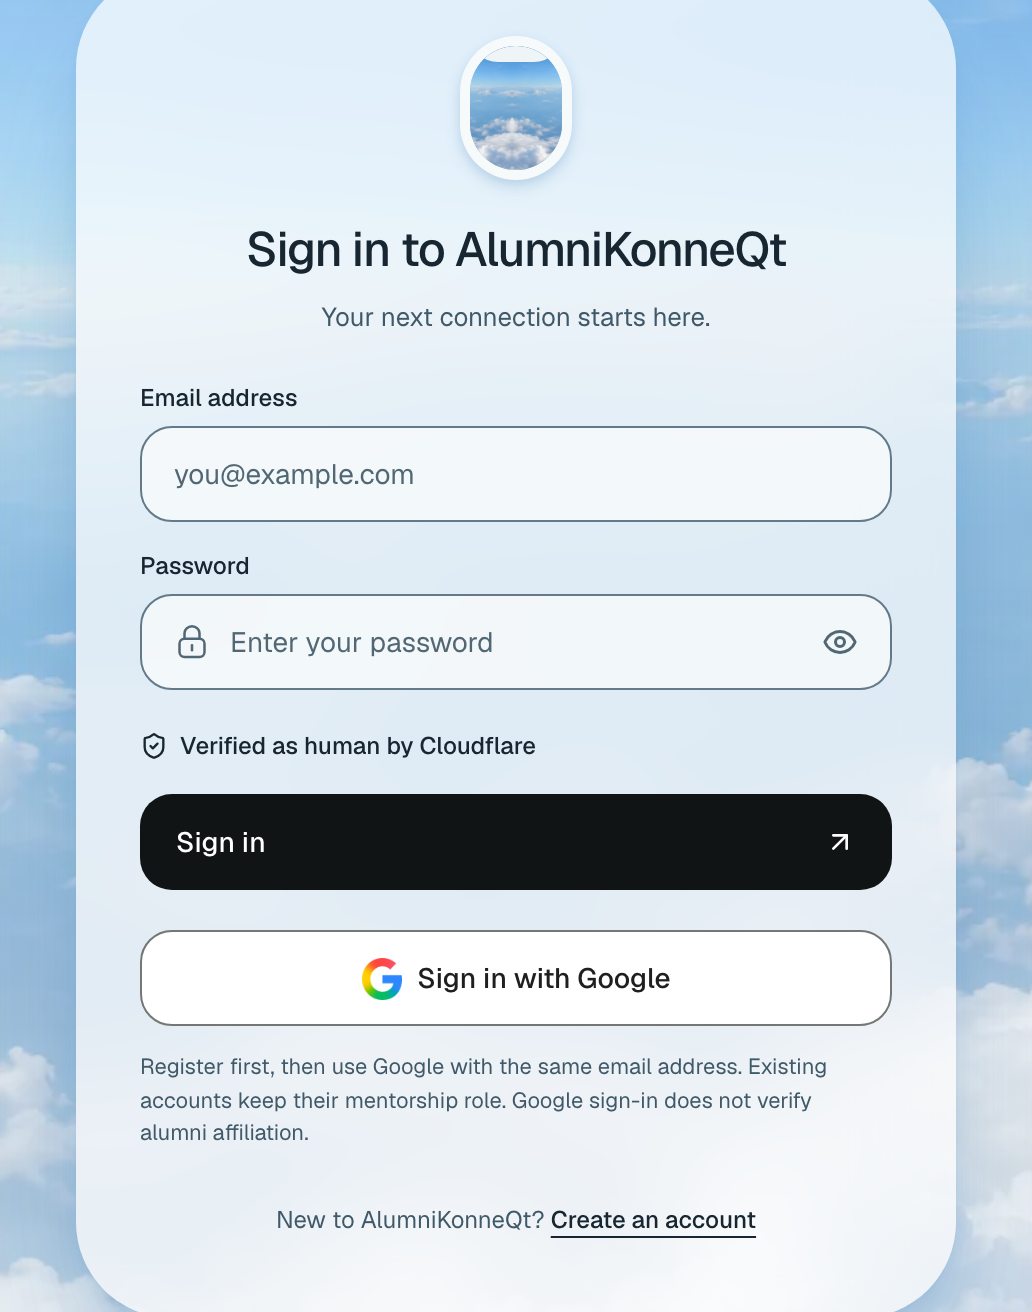 Sign in to AlumniKonneQt
Your next connection starts here.
Email address
you@example.com
Password
Enter your password
Verified as human by Cloudflare
Sign in
Sign in with Google
Register first, then use Google with the same email address. Existing
accounts keep their mentorship role. Google sign-in does not verify
alumni affiliation.
New to AlumniKonneQt? Create an account